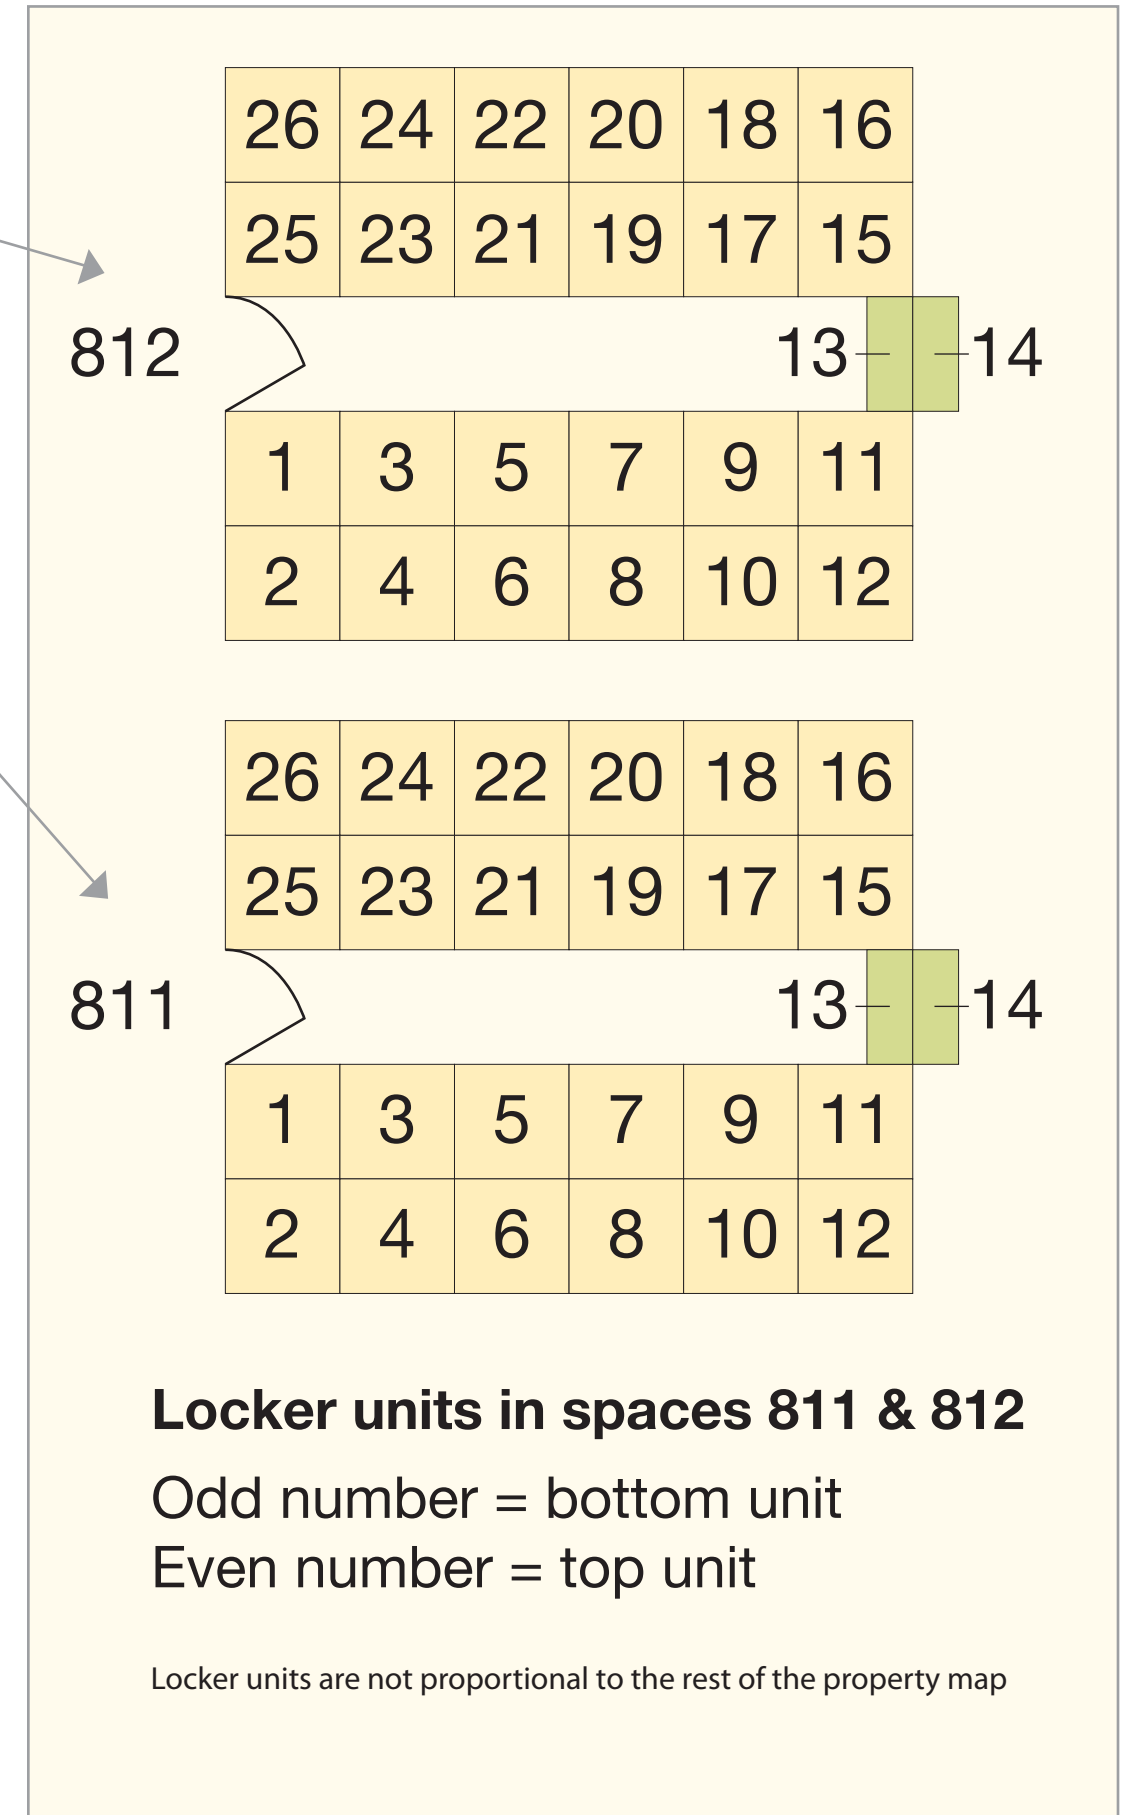 26 24 22 20 18 16
25 23 21 19 17 15
812 13 14
1 3 5 7 9 11
2 4 6 8 10 12
26 24 22 20 18 16
25 23 21 19 17 15
811 13 14
1 3 5 7 9 11
2 4 6 8 10 12
Locker units in spaces 811 & 812
Odd number = bottom unit
Even number = top unit
Locker units are not proportional to the rest of the property map